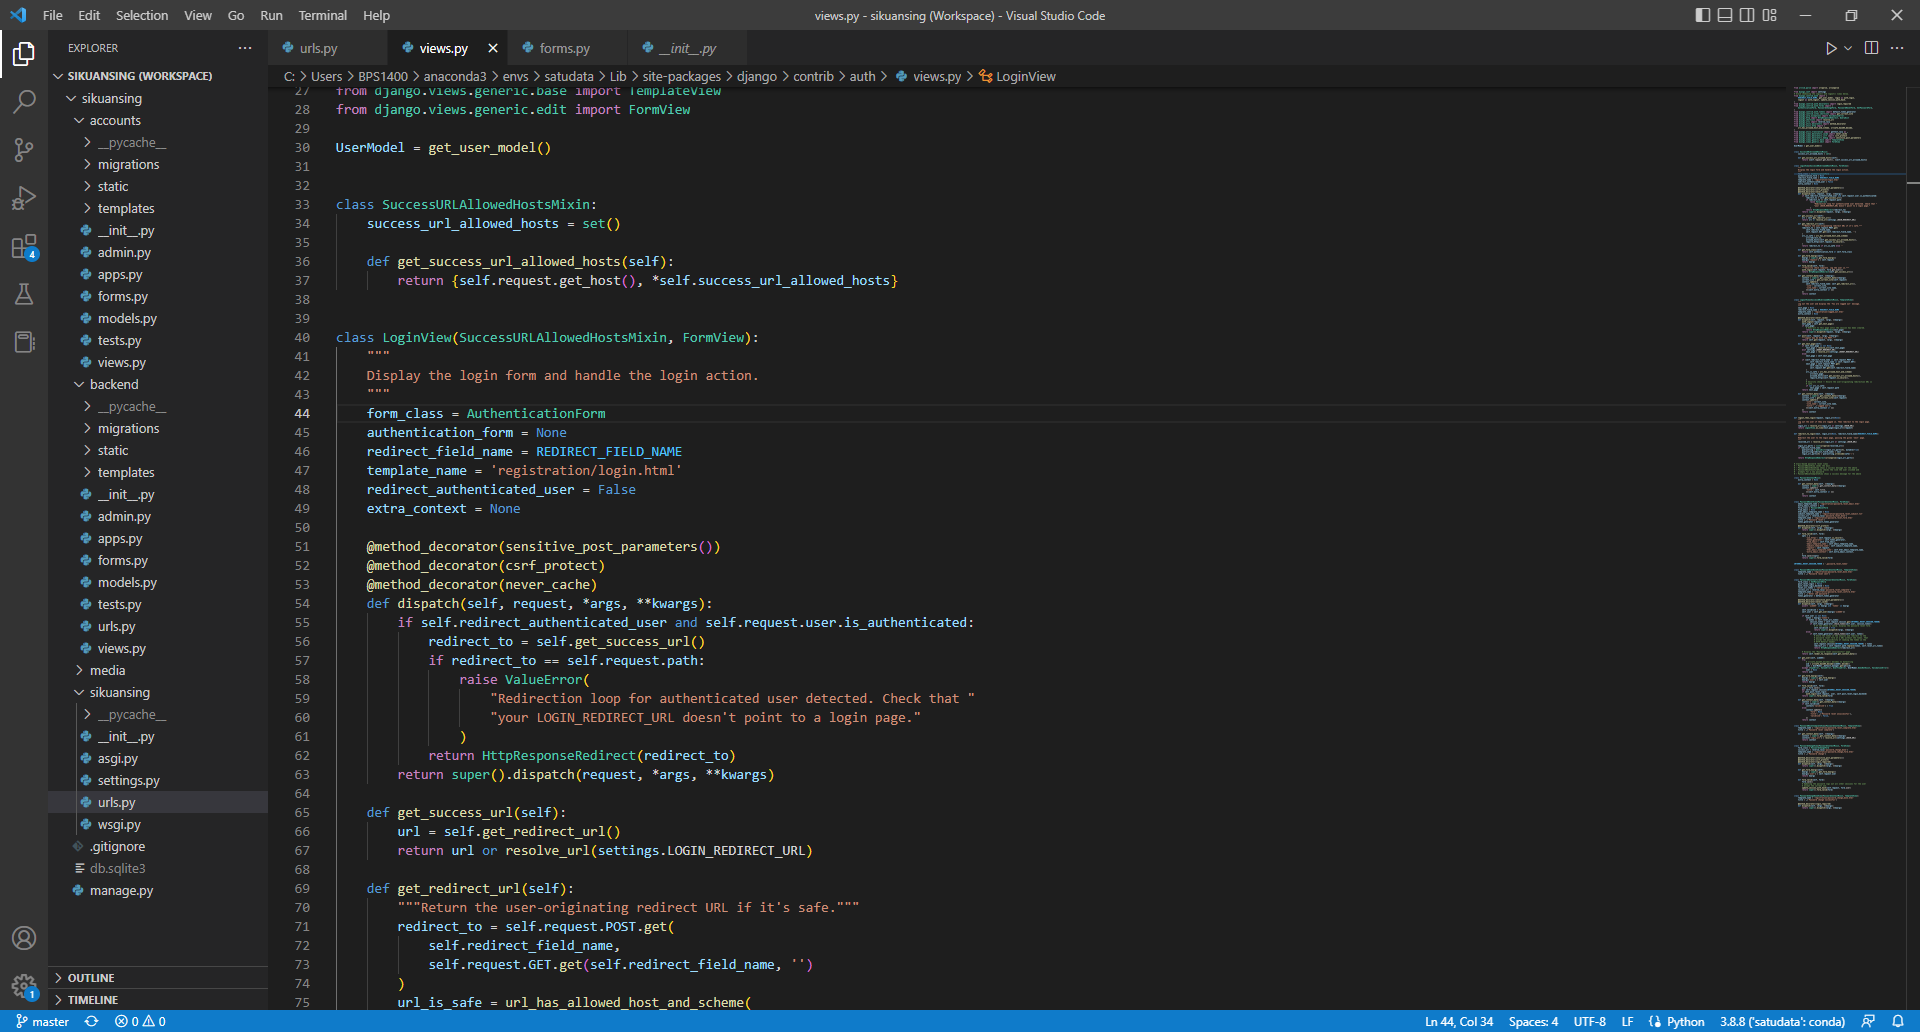 File Edit Selection View Go Run Terminal Help
views.py - sikuansing (Workspace) - Visual Studio Code
EXPLORER
SIKUANSING (WORKSPACE)
sikuansing
accounts
__pycache__
migrations
static
templates
__init__.py
admin.py
apps.py
forms.py
models.py
tests.py
views.py
backend
__pycache__
migrations
static
templates
__init__.py
admin.py
apps.py
forms.py
models.py
tests.py
urls.py
views.py
media
sikuansing
__pycache__
__init__.py
asgi.py
settings.py
urls.py
wsgi.py
.gitignore
db.sqlite3
manage.py
OUTLINE
TIMELINE
4
1
urls.py views.py forms.py __init__.py
C: > Users > BPS1400 > anaconda3 > envs > satudata > Lib > site-packages > django > contrib > auth > views.py > LoginView
27 from django.views.generic.base import TemplateView
28 from django.views.generic.edit import FormView
29
30 UserModel = get_user_model()
31
32
33 class SuccessURLAllowedHostsMixin:
34     success_url_allowed_hosts = set()
35
36     def get_success_url_allowed_hosts(self):
37         return {self.request.get_host(), *self.success_url_allowed_hosts}
38
39
40 class LoginView(SuccessURLAllowedHostsMixin, FormView):
41     """
42     Display the login form and handle the login action.
43     """
44     form_class = AuthenticationForm
45     authentication_form = None
46     redirect_field_name = REDIRECT_FIELD_NAME
47     template_name = 'registration/login.html'
48     redirect_authenticated_user = False
49     extra_context = None
50
51     @method_decorator(sensitive_post_parameters())
52     @method_decorator(csrf_protect)
53     @method_decorator(never_cache)
54     def dispatch(self, request, *args, **kwargs):
55         if self.redirect_authenticated_user and self.request.user.is_authenticated:
56             redirect_to = self.get_success_url()
57             if redirect_to == self.request.path:
58                 raise ValueError(
59                     "Redirection loop for authenticated user detected. Check that "
60                     "your LOGIN_REDIRECT_URL doesn't point to a login page."
61                 )
62             return HttpResponseRedirect(redirect_to)
63         return super().dispatch(request, *args, **kwargs)
64
65     def get_success_url(self):
66         url = self.get_redirect_url()
67         return url or resolve_url(settings.LOGIN_REDIRECT_URL)
68
69     def get_redirect_url(self):
70         """Return the user-originating redirect URL if it's safe."""
71         redirect_to = self.request.POST.get(
72             self.redirect_field_name,
73             self.request.GET.get(self.redirect_field_name, '')
74         )
75         url_is_safe = url_has_allowed_host_and_scheme(
master 0 0 Ln 44, Col 34 Spaces: 4 UTF-8 LF Python 3.8.8 ('satudata': conda)